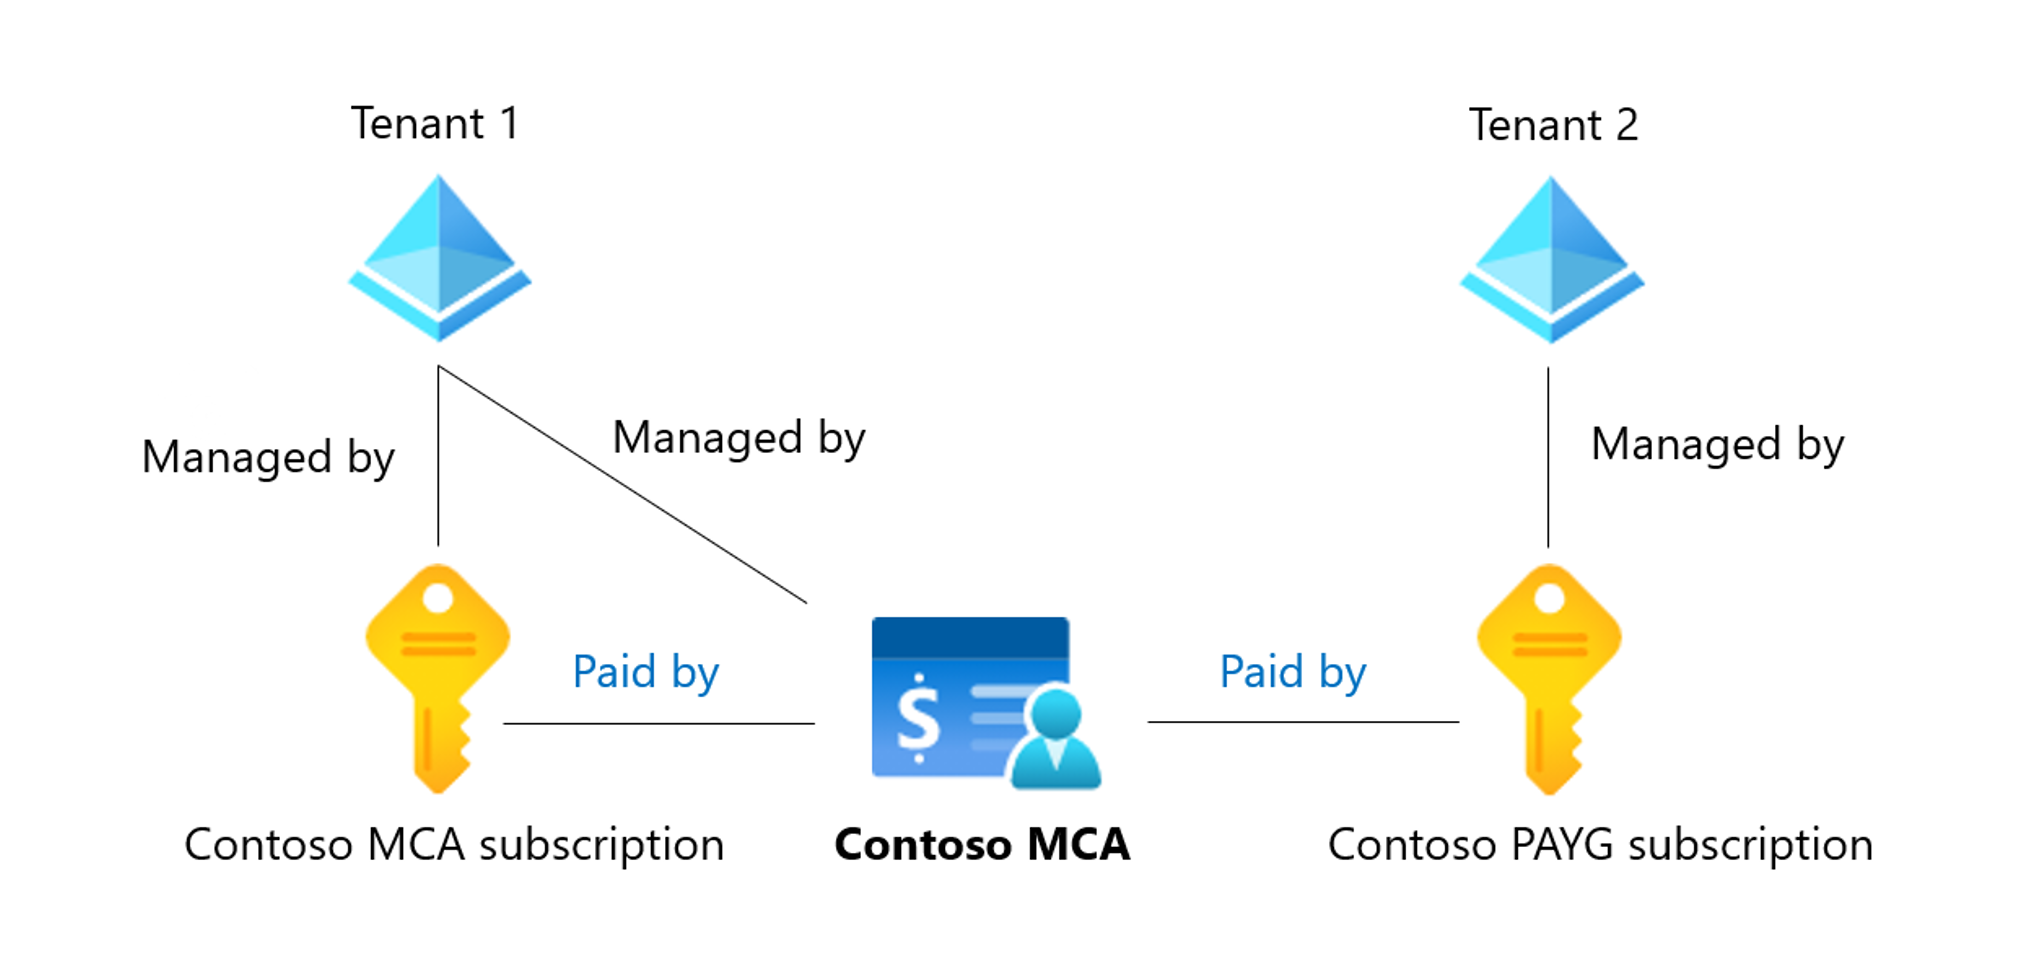 Tenant 1
Tenant 2
Managed by
Managed by
Managed by
Paid by
Paid by
$
Contoso MCA subscription
Contoso MCA
Contoso PAYG subscription